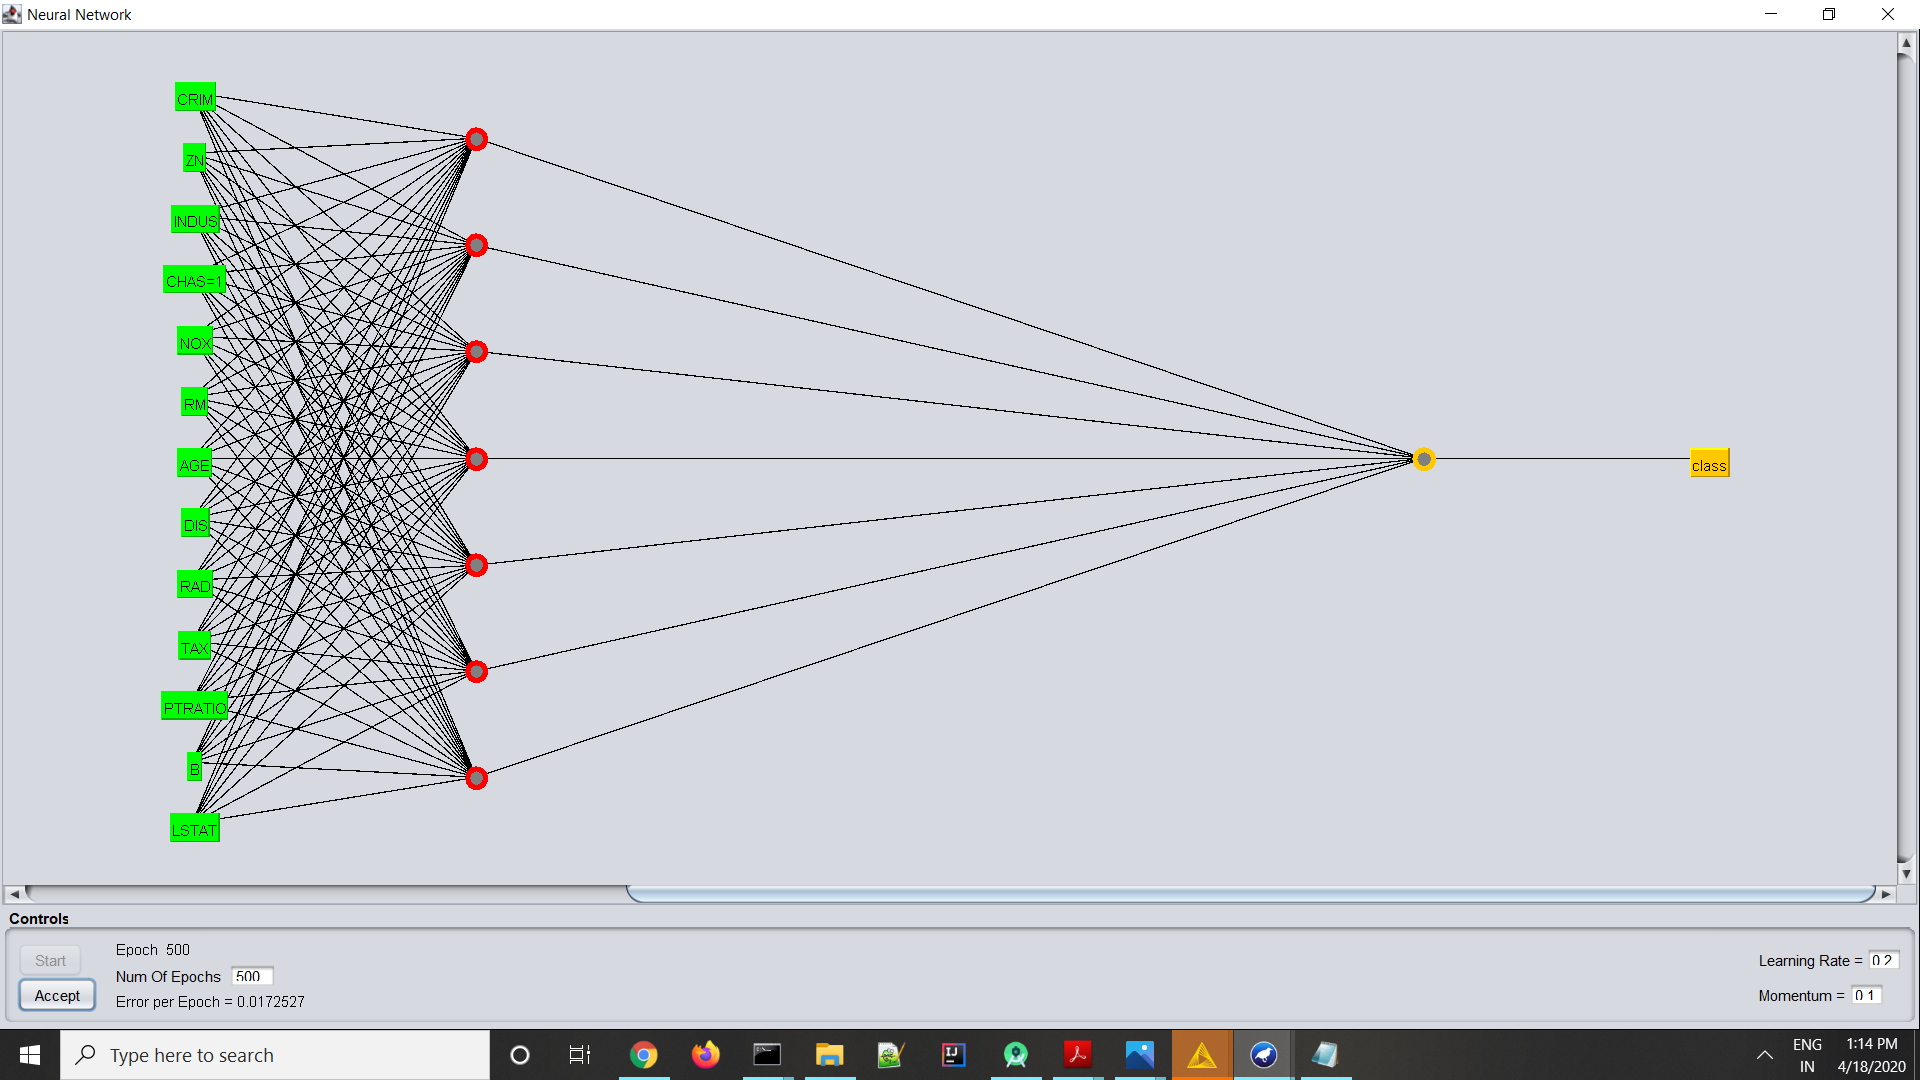 Neural Network
CRIM
ZN
INDUS
CHAS=1
NOX
RM
AGE
class
DIS
RAD
TAX
PTRATIO
B
LSTAT
Controls
Start
Accept
Epoch 500
Num Of Epochs 500
Error per Epoch = 0.0172527
Learning Rate = 0.2
Momentum = 0.1
Type here to search
ENG
IN
1:14 PM
4/18/2020